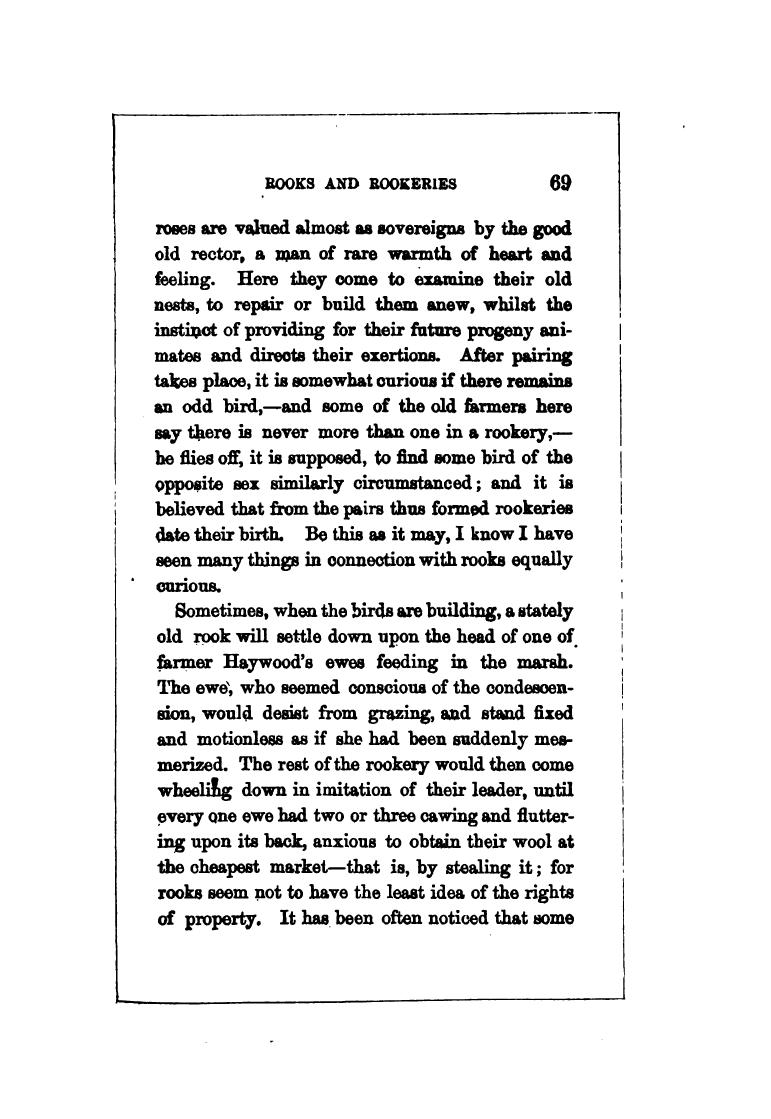 ROOKS AND ROOKERIES 69
roses are valued almost as sovereigns by the good
old rector, a man of rare warmth of heart and
feeling. Here they come to examine their old
nests, to repair or build them anew, whilst the
instinct of providing for their future progeny ani-
mates and directs their exertions. After pairing
takes place, it is somewhat curious if there remains
an odd bird,—and some of the old farmers here
say there is never more than one in a rookery,—
he flies off, it is supposed, to find some bird of the
opposite sex similarly circumstanced; and it is
believed that from the pairs thus formed rookeries
date their birth. Be this as it may, I know I have
seen many things in connection with rooks equally
curious.
Sometimes, when the birds are building, a stately
old rook will settle down upon the head of one of
farmer Haywood's ewes feeding in the marsh.
The ewe, who seemed conscious of the condescen-
sion, would desist from grazing, and stand fixed
and motionless as if she had been suddenly mes-
merized. The rest of the rookery would then come
wheeling down in imitation of their leader, until
every one ewe had two or three cawing and flutter-
ing upon its back, anxious to obtain their wool at
the cheapest market—that is, by stealing it; for
rooks seem not to have the least idea of the rights
of property. It has been often noticed that some